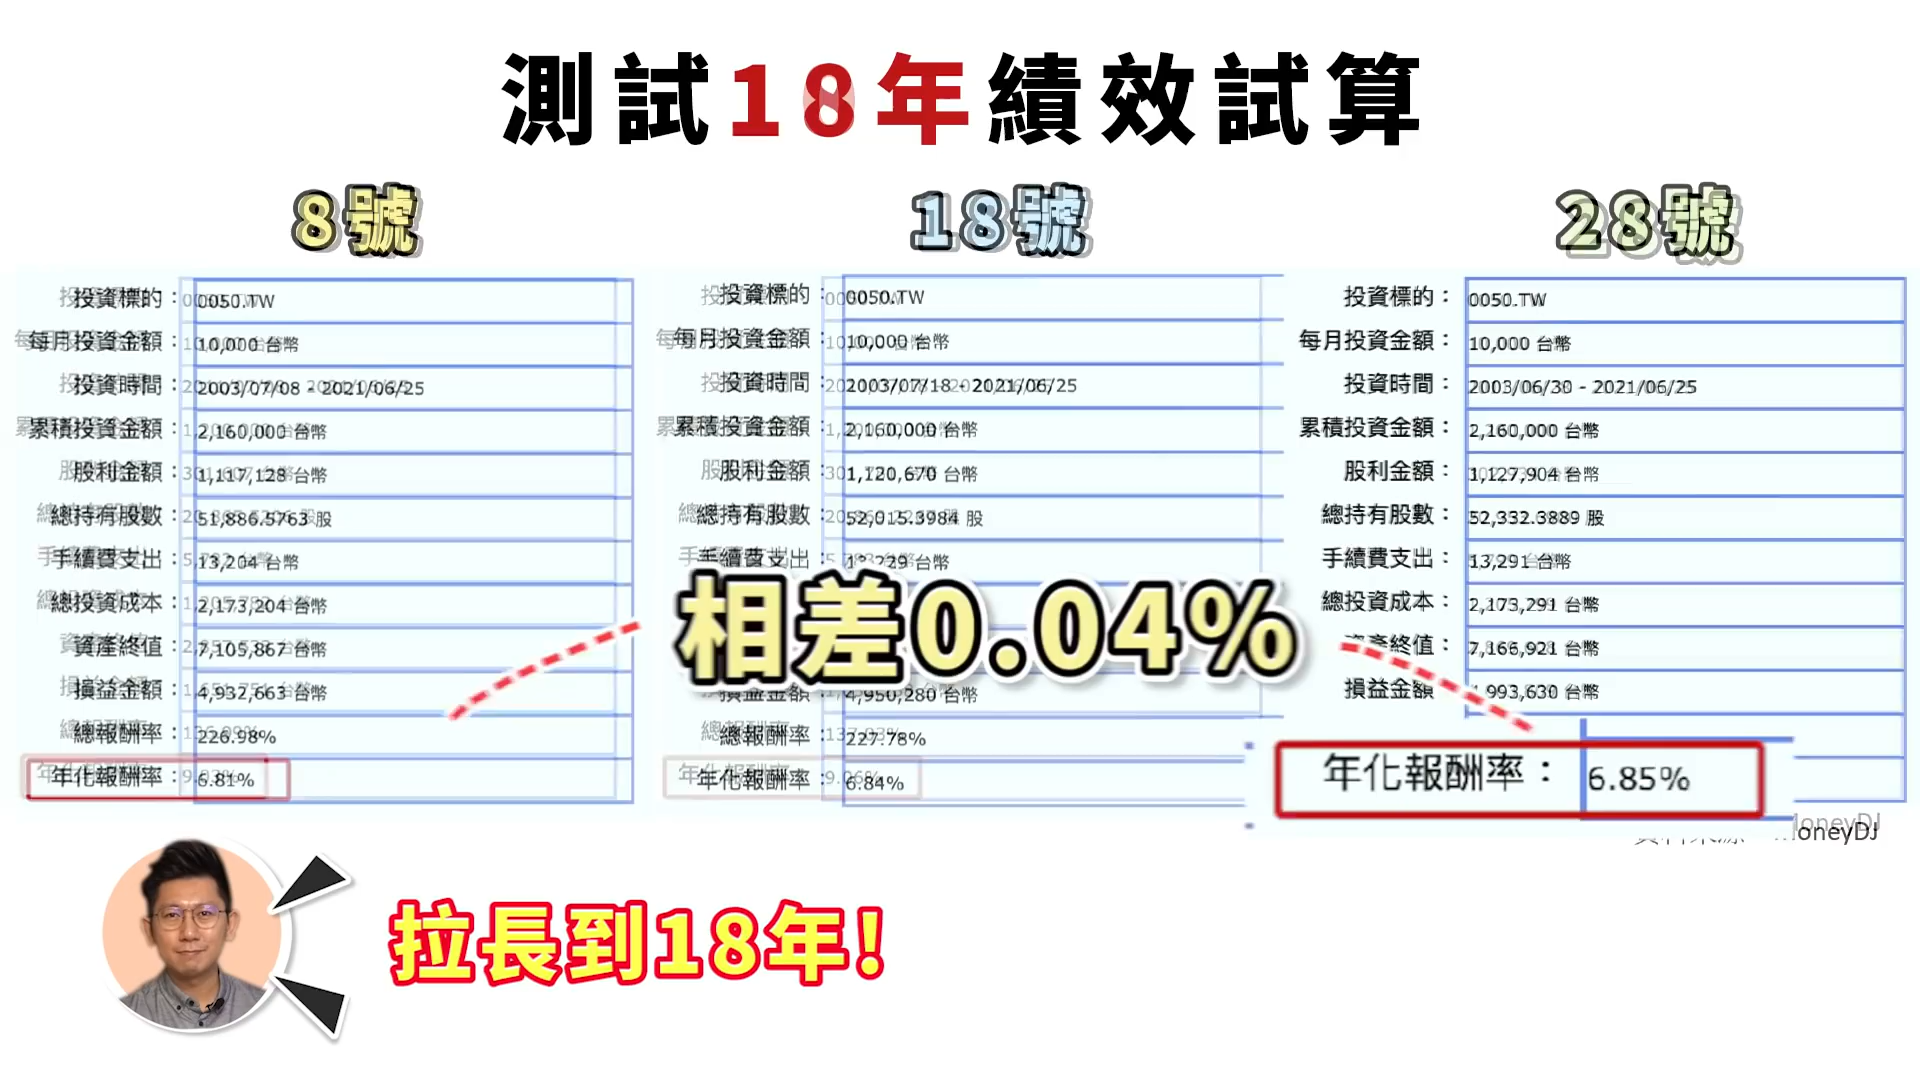 測試18年績效試算
8號
投資標的：0050.TW
每月投資金額：10,000 台幣
投資時間：2003/07/08 - 2021/06/25
累積投資金額：2,160,000 台幣
股利金額：1,117,128 台幣
總持有股數：51,886.5763 股
手續費支出：13,204 台幣
總投資成本：2,173,204 台幣
資產終值：7,105,867 台幣
損益金額：4,932,663 台幣
總報酬率：226.98%
年化報酬率：6.81%
18號
投資標的：0050.TW
每月投資金額：10,000 台幣
投資時間：2003/07/18 - 2021/06/25
累積投資金額：2,160,000 台幣
股利金額：1,120,670 台幣
總持有股數：52,015.3984 股
手續費支出：13,229 台幣
損益金額：4,950,280 台幣
總報酬率：227.78%
年化報酬率：6.84%
28號
投資標的：0050.TW
每月投資金額：10,000 台幣
投資時間：2003/06/30 - 2021/06/25
累積投資金額：2,160,000 台幣
股利金額：1,127,904 台幣
總持有股數：52,332.3889 股
手續費支出：13,291 台幣
總投資成本：2,173,291 台幣
資產終值：7,166,921 台幣
損益金額 4,993,630 台幣
年化報酬率：6.85%
相差0.04%
MoneyDJ
拉長到18年!